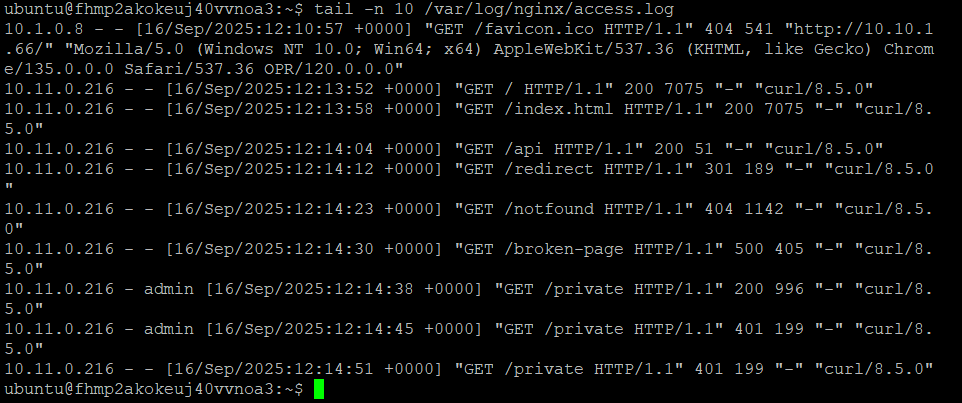 ubuntu@fhmp2akokeuj40vvnoa3:~$ tail -n 10 /var/log/nginx/access.log
10.1.0.8 - - [16/Sep/2025:12:10:57 +0000] "GET /favicon.ico HTTP/1.1" 404 541 "http://10.10.1
.66/" "Mozilla/5.0 (Windows NT 10.0; Win64; x64) AppleWebKit/537.36 (KHTML, like Gecko) Chrom
e/135.0.0.0 Safari/537.36 OPR/120.0.0.0"
10.11.0.216 - - [16/Sep/2025:12:13:52 +0000] "GET / HTTP/1.1" 200 7075 "-" "curl/8.5.0"
10.11.0.216 - - [16/Sep/2025:12:13:58 +0000] "GET /index.html HTTP/1.1" 200 7075 "-" "curl/8.
5.0"
10.11.0.216 - - [16/Sep/2025:12:14:04 +0000] "GET /api HTTP/1.1" 200 51 "-" "curl/8.5.0"
10.11.0.216 - - [16/Sep/2025:12:14:12 +0000] "GET /redirect HTTP/1.1" 301 189 "-" "curl/8.5.0
"
10.11.0.216 - - [16/Sep/2025:12:14:23 +0000] "GET /notfound HTTP/1.1" 404 1142 "-" "curl/8.5.
0"
10.11.0.216 - - [16/Sep/2025:12:14:30 +0000] "GET /broken-page HTTP/1.1" 500 405 "-" "curl/8.
5.0"
10.11.0.216 - admin [16/Sep/2025:12:14:38 +0000] "GET /private HTTP/1.1" 200 996 "-" "curl/8.
5.0"
10.11.0.216 - admin [16/Sep/2025:12:14:45 +0000] "GET /private HTTP/1.1" 401 199 "-" "curl/8.
5.0"
10.11.0.216 - - [16/Sep/2025:12:14:51 +0000] "GET /private HTTP/1.1" 401 199 "-" "curl/8.5.0"
ubuntu@fhmp2akokeuj40vvnoa3:~$